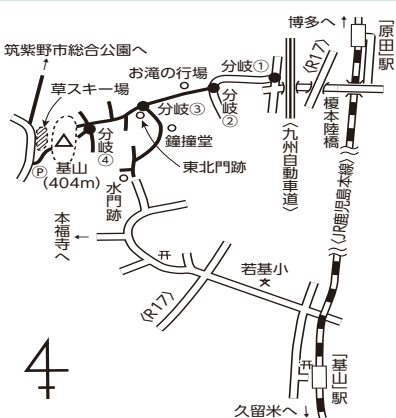 博多へ↑
「原田」駅
筑紫野市総合公園へ
お滝の行場
分岐①
〈R17〉
草スキー場
分岐③
分岐②
榎本陸橋
分岐④
鐘撞堂
〈九州自動車道〉
東北門跡
P
基山
(404m)
水門跡
〈JR鹿児島本線〉
本福寺へ
←
若基小
〈R17〉
「基山」駅
久留米へ↓